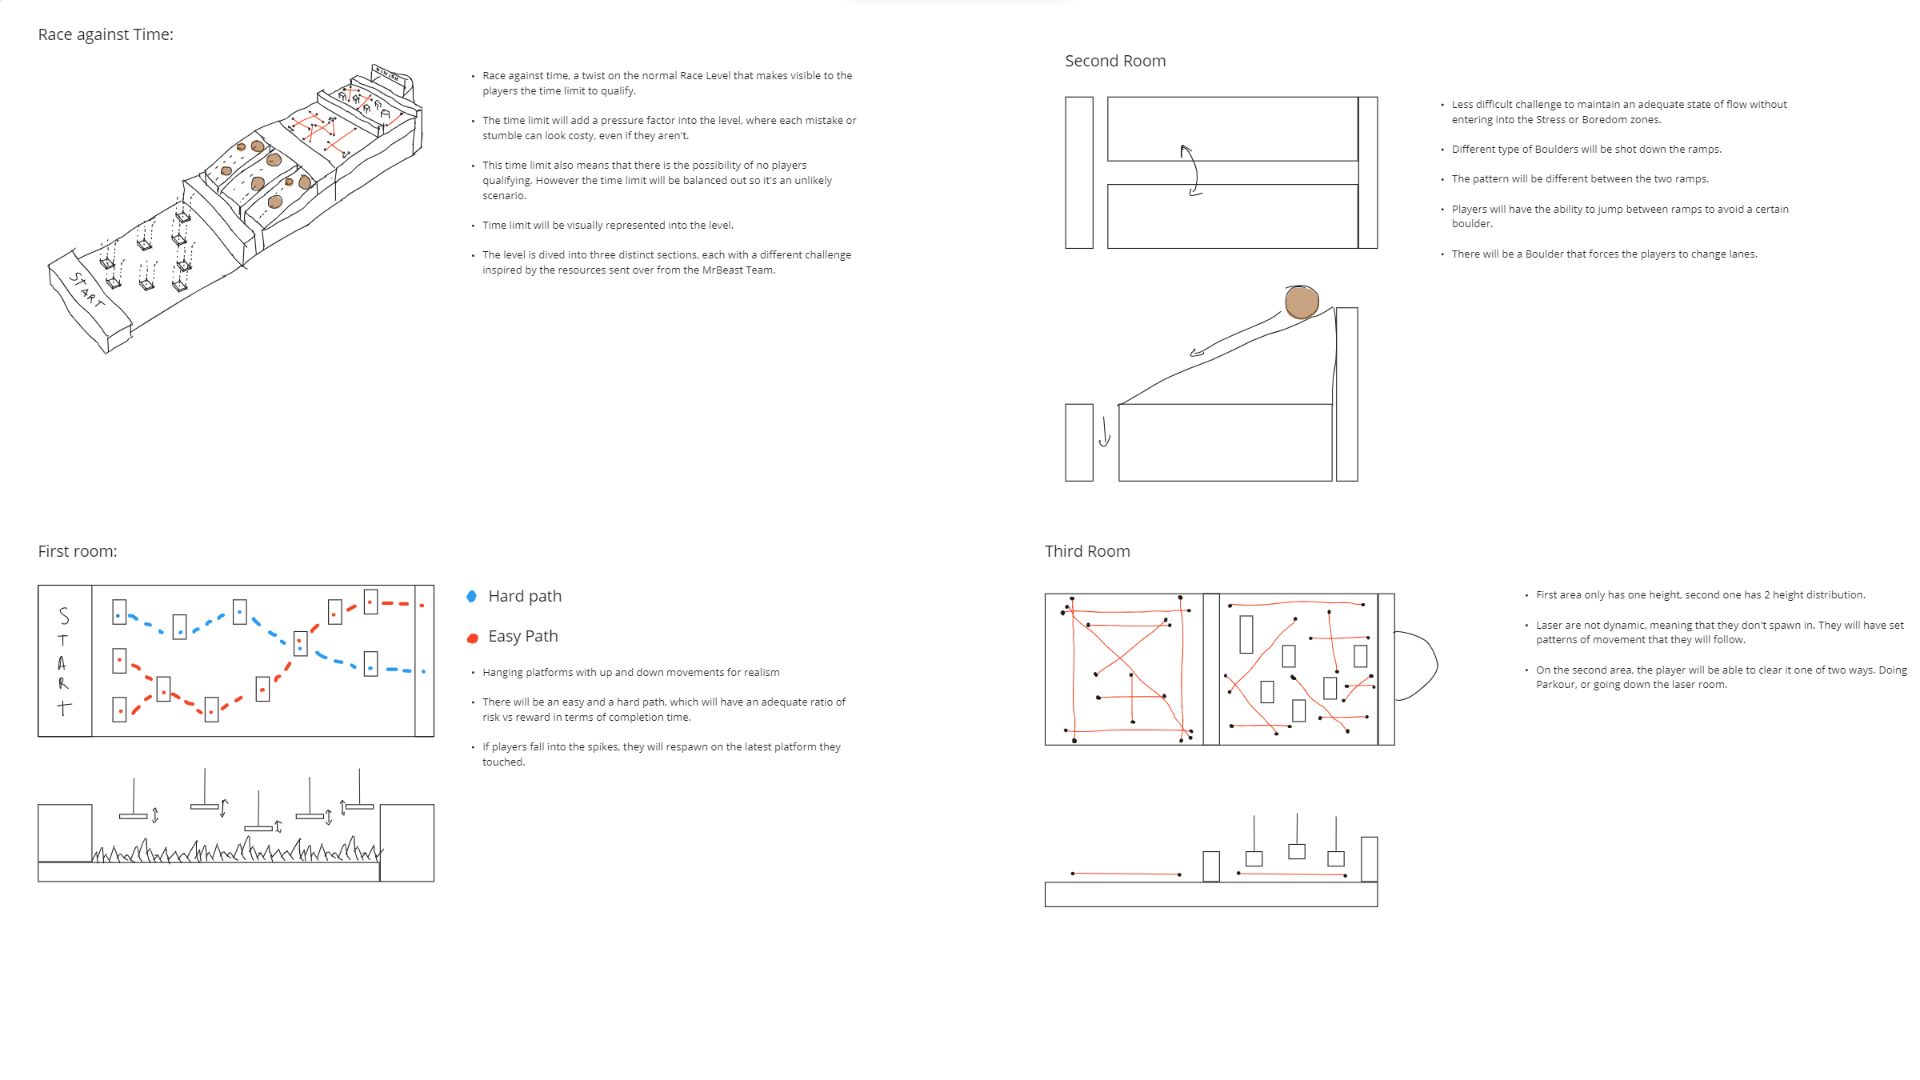 Race against Time:
START
FINISH
• Race against time, a twist on the normal Race Level that makes visible to the
players the time limit to qualify.
• The time limit will add a pressure factor into the level, where each mistake or
stumble can look costy, even if they aren't.
• This time limit also means that there is the possibility of no players
qualifying. However the time limit will be balanced out so it's an unlikely
scenario.
• Time limit will be visually represented into the level.
• The level is dived into three distinct sections, each with a different challenge
inspired by the resources sent over from the MrBeast Team.
Second Room
• Less difficult challenge to maintain an adequate state of flow without
entering into the Stress or Boredom zones.
• Different type of Boulders will be shot down the ramps.
• The pattern will be different between the two ramps.
• Players will have the ability to jump between ramps to avoid a certain
boulder.
• There will be a Boulder that forces the players to change lanes.
First room:
START
Hard path
Easy Path
• Hanging platforms with up and down movements for realism
• There will be an easy and a hard path, which will have an adequate ratio of
risk vs reward in terms of completion time.
• If players fall into the spikes, they will respawn on the latest platform they
touched.
Third Room
• First area only has one height, second one has 2 height distribution.
• Laser are not dynamic, meaning that they don't spawn in. They will have set
patterns of movement that they will follow.
• On the second area, the player will be able to clear it one of two ways. Doing
Parkour, or going down the laser room.